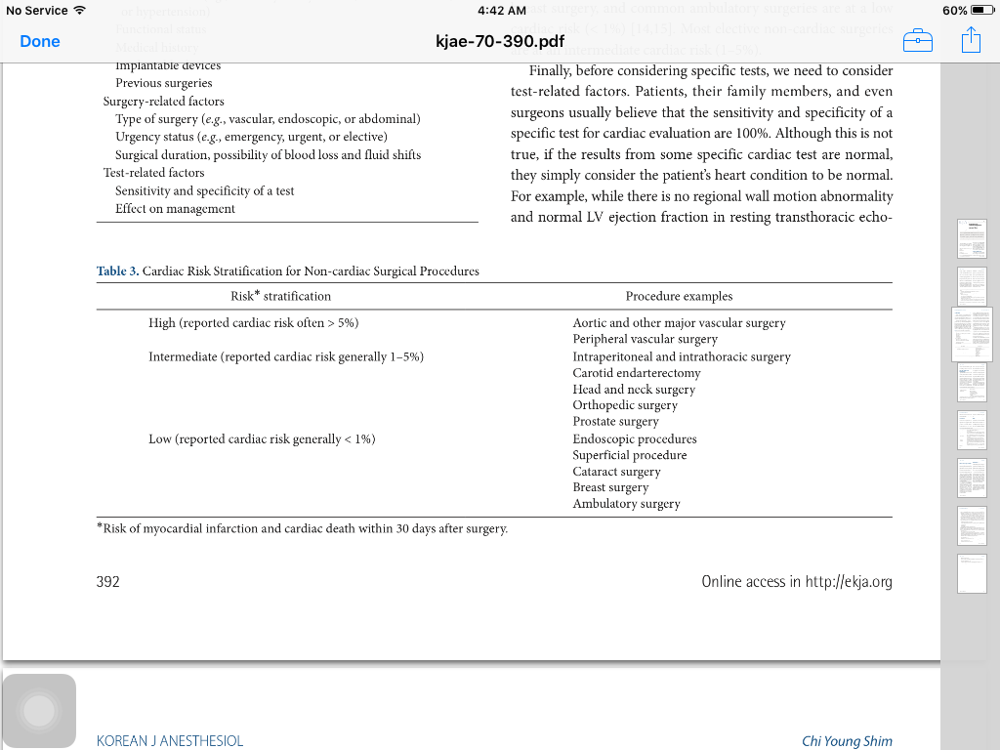 No Service
4:42 AM
60%
Done
kjae-70-390.pdf
or hypertension)
Functional status
Medical history
Implantable devices
Previous surgeries
Surgery-related factors
Type of surgery (e.g., vascular, endoscopic, or abdominal)
Urgency status (e.g., emergency, urgent, or elective)
Surgical duration, possibility of blood loss and fluid shifts
Test-related factors
Sensitivity and specificity of a test
Effect on management
surgery, and common ambulatory surgeries are at a low
cardiac risk (< 1%) [14,15]. Most elective non-cardiac surgeries
intermediate cardiac risk (1–5%).
Finally, before considering specific tests, we need to consider
test-related factors. Patients, their family members, and even
surgeons usually believe that the sensitivity and specificity of a
specific test for cardiac evaluation are 100%. Although this is not
true, if the results from some specific cardiac test are normal,
they simply consider the patient's heart condition to be normal.
For example, while there is no regional wall motion abnormality
and normal LV ejection fraction in resting transthoracic echo-
Table 3. Cardiac Risk Stratification for Non-cardiac Surgical Procedures
Risk* stratification Procedure examples
High (reported cardiac risk often > 5%) Aortic and other major vascular surgery
Peripheral vascular surgery
Intermediate (reported cardiac risk generally 1–5%) Intraperitoneal and intrathoracic surgery
Carotid endarterectomy
Head and neck surgery
Orthopedic surgery
Prostate surgery
Low (reported cardiac risk generally < 1%) Endoscopic procedures
Superficial procedure
Cataract surgery
Breast surgery
Ambulatory surgery
*Risk of myocardial infarction and cardiac death within 30 days after surgery.
392
Online access in http://ekja.org
KOREAN J ANESTHESIOL
Chi Young Shim